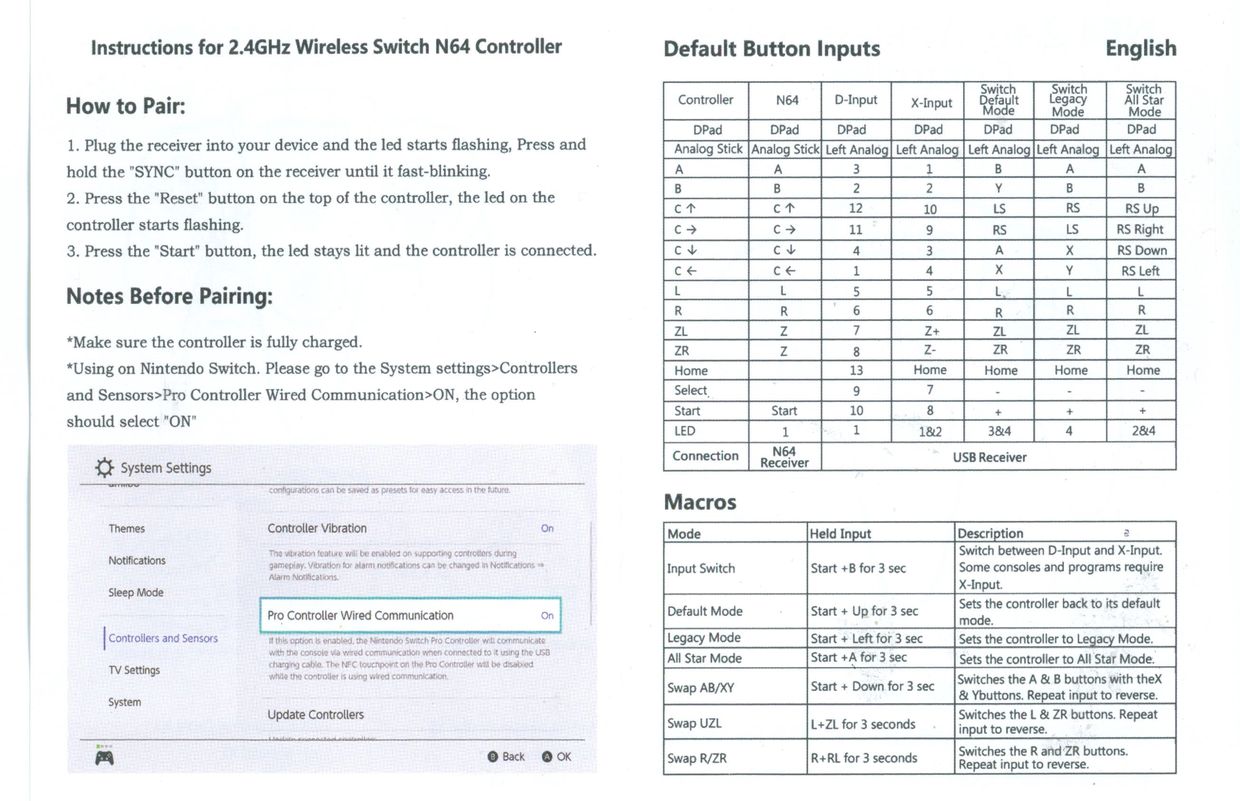 Instructions for 2.4GHz Wireless Switch N64 Controller
How to Pair:
1. Plug the receiver into your device and the led starts flashing, Press and
hold the "SYNC" button on the receiver until it fast-blinking.
2. Press the "Reset" button on the top of the controller, the led on the
controller starts flashing.
3. Press the "Start" button, the led stays lit and the controller is connected.
Notes Before Pairing:
*Make sure the controller is fully charged.
*Using on Nintendo Switch. Please go to the System settings>Controllers
and Sensors>Pro Controller Wired Communication>ON, the option
should select "ON"
System Settings
configurations can be saved as presets for easy access in the future.
Themes
Notifications
Sleep Mode
Controllers and Sensors
TV Settings
System
Controller Vibration On
The vibration feature will be enabled on supporting controllers during
gameplay. Vibration for alarm notifications can be changed in Notifications ⇒
Alarm Notifications.
Pro Controller Wired Communication On
If this option is enabled, the Nintendo Switch Pro Controller will communicate
with the console via wired communication when connected to it using the USB
charging cable. The NFC touchpoint on the Pro Controller will be disabled
while the controller is using wired communication.
Update Controllers
B Back A OK
Default Button Inputs English
Controller N64 D-Input X-Input Switch Default Mode Switch Legacy Mode Switch All Star Mode
DPad DPad DPad DPad DPad DPad DPad
Analog Stick Analog Stick Left Analog Left Analog Left Analog Left Analog Left Analog
A A 3 1 B A A
B B 2 2 Y B B
C ↑ C ↑ 12 10 LS RS RS Up
C → C → 11 9 RS LS RS Right
C ↓ C ↓ 4 3 A X RS Down
C ← C ← 1 4 X Y RS Left
L L 5 5 L L L
R R 6 6 R R R
ZL Z 7 Z+ ZL ZL ZL
ZR Z 8 Z- ZR ZR ZR
Home 13 Home Home Home Home
Select 9 7 - - -
Start Start 10 8 + + +
LED 1 1 1&2 3&4 4 2&4
Connection N64 Receiver USB Receiver
Macros
Mode Held Input Description
Input Switch Start +B for 3 sec Switch between D-Input and X-Input.
Some consoles and programs require
X-Input.
Default Mode Start + Up for 3 sec Sets the controller back to its default
mode.
Legacy Mode Start + Left for 3 sec Sets the controller to Legacy Mode.
All Star Mode Start +A for 3 sec Sets the controller to All Star Mode.
Swap AB/XY Start + Down for 3 sec Switches the A & B buttons with theX
& Ybuttons. Repeat input to reverse.
Swap UZL L+ZL for 3 seconds Switches the L & ZR buttons. Repeat
input to reverse.
Swap R/ZR R+RL for 3 seconds Switches the R and ZR buttons.
Repeat input to reverse.